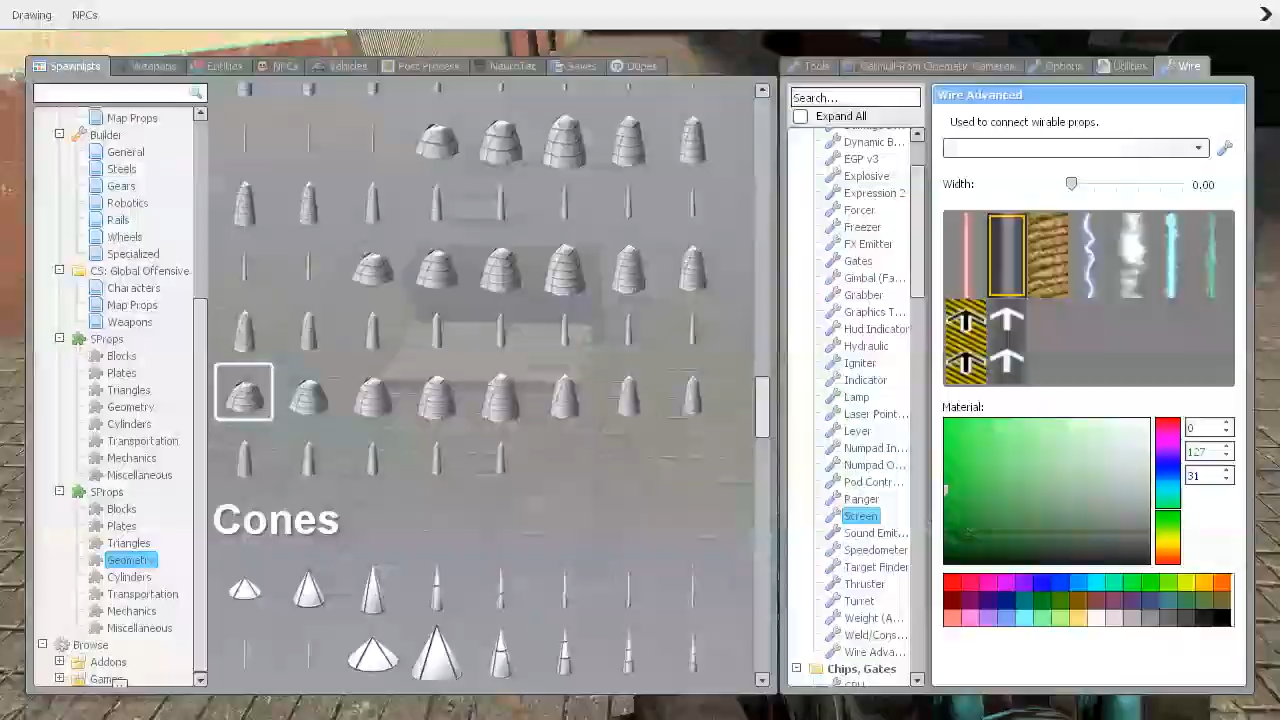 Drawing NPCs
Spawnlists Weapons Entities NPCs Vehicles Post Process NeuroTec Saves Dupes
Map Props
Builder
General
Steels
Gears
Robotics
Rails
Wheels
Specialized
CS: Global Offensive
Characters
Map Props
Weapons
SProps
Blocks
Plates
Triangles
Geometry
Cylinders
Transportation
Mechanics
Miscellaneous
SProps
Blocks
Plates
Triangles
Geometry
Cylinders
Transportation
Mechanics
Miscellaneous
Browse
Addons
Games
Cones
Tools Options Utilities Wire
Search...
Expand All
Dynamic B...
EGP v3
Explosive
Expression 2
Forcer
Freezer
FX Emitter
Gates
Gimbal (Fa...
Grabber
Graphics T...
Hud Indicator
Hydraulic
Igniter
Indicator
Lamp
Laser Point...
Lever
Numpad In...
Numpad O...
Pod Contr...
Ranger
Screen
Sound Emit...
Speedometer
Target Finder
Thruster
Turret
Weight (A...
Weld/Cons...
Wire Adva...
Chips, Gates
CPU
Wire Advanced
Used to connect wirable props.
Width: 0.00
Material:
0
127
31